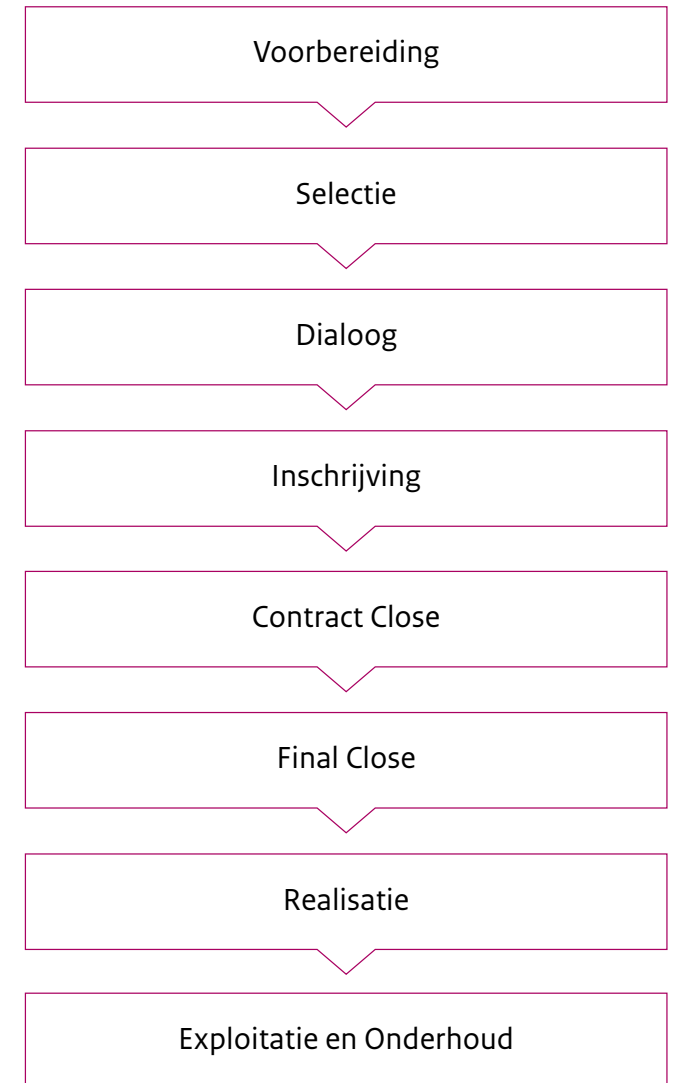 Voorbereiding
Selectie
Dialoog
Inschrijving
Contract Close
Final Close
Realisatie
Exploitatie en Onderhoud